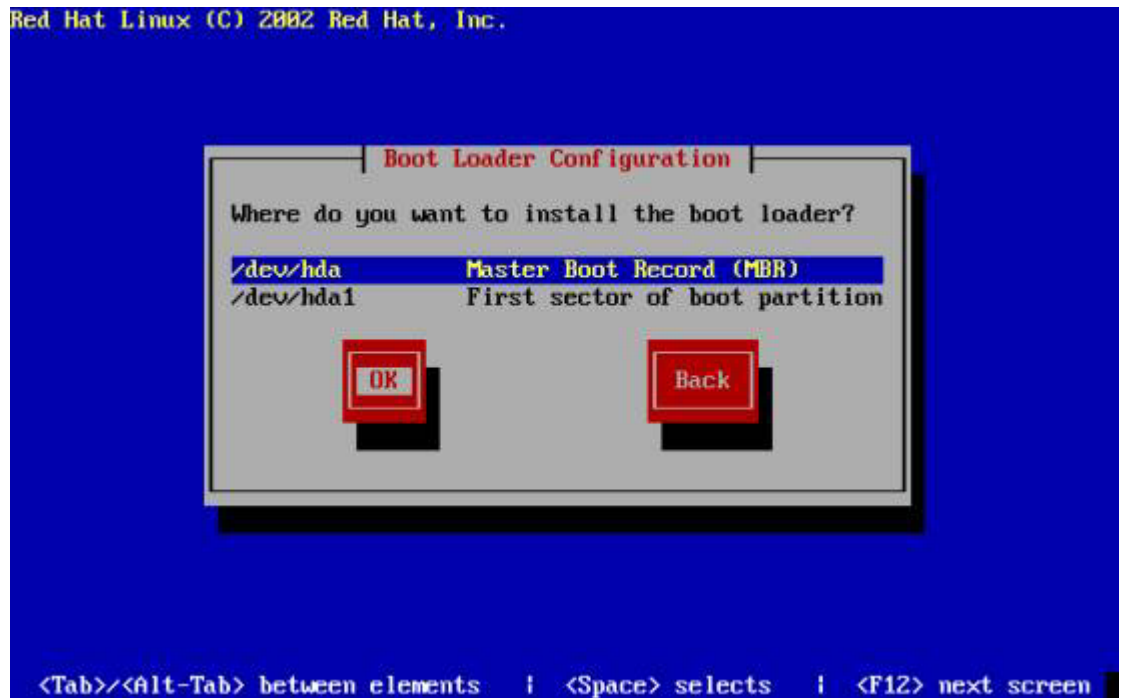 Red Hat Linux (C) 2002 Red Hat, Inc.
Boot Loader Configuration
Where do you want to install the boot loader?
/dev/hda Master Boot Record (MBR)
/dev/hda1 First sector of boot partition
OK Back
<Tab>/<Alt-Tab> between elements | <Space> selects | <F12> next screen